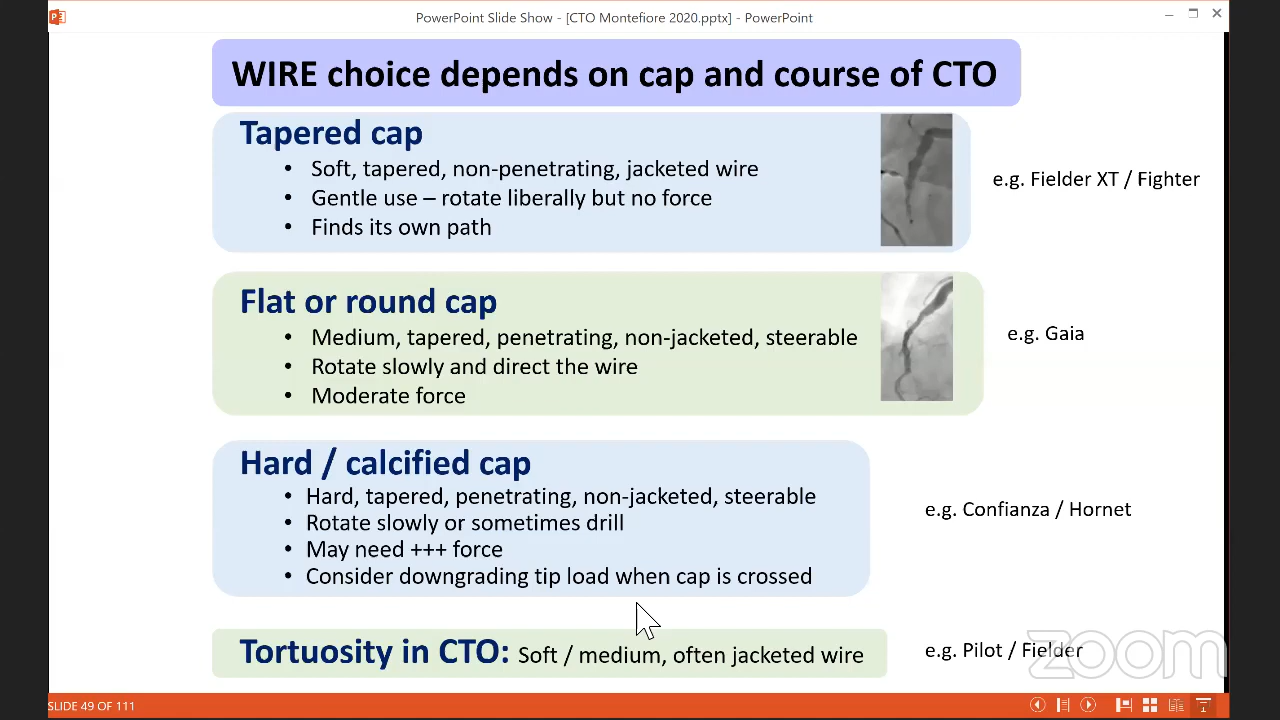 PowerPoint Slide Show - [CTO Montefiore 2020.pptx] - PowerPoint
WIRE choice depends on cap and course of CTO
Tapered cap
• Soft, tapered, non-penetrating, jacketed wire
• Gentle use – rotate liberally but no force
• Finds its own path
e.g. Fielder XT / Fighter
Flat or round cap
• Medium, tapered, penetrating, non-jacketed, steerable
• Rotate slowly and direct the wire
• Moderate force
e.g. Gaia
Hard / calcified cap
• Hard, tapered, penetrating, non-jacketed, steerable
• Rotate slowly or sometimes drill
• May need +++ force
• Consider downgrading tip load when cap is crossed
e.g. Confianza / Hornet
Tortuosity in CTO: Soft / medium, often jacketed wire
e.g. Pilot / Fielder
zoom
SLIDE 49 OF 111